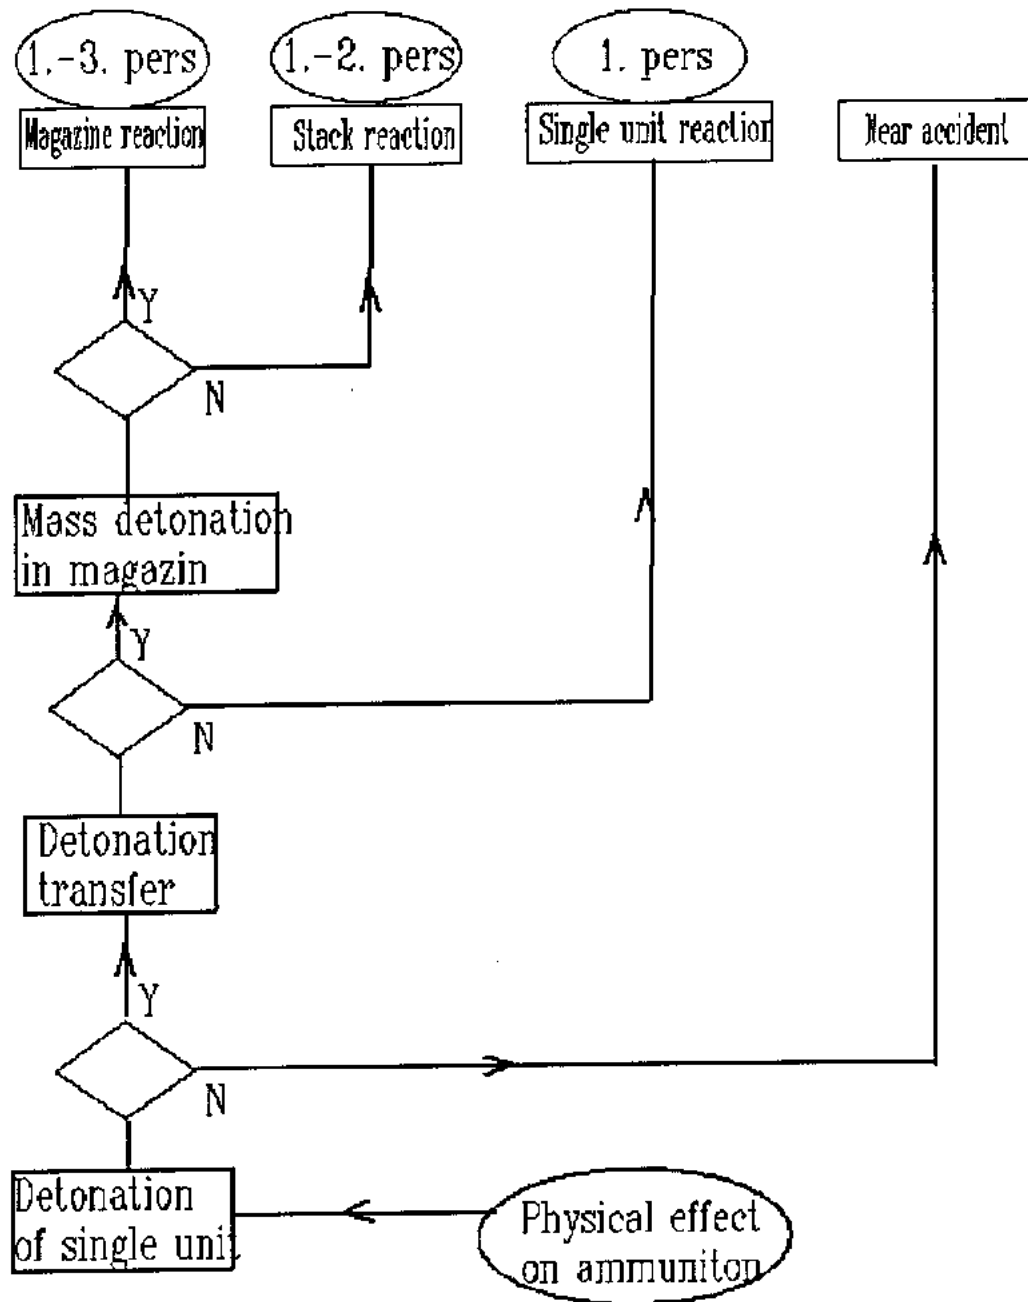 1.-3. pers
1.-2. pers
1. pers
Magazine reaction
Stack reaction
Single unit reaction
Near accident
Y
N
Mass detonation
in magazin
Y
N
Detonation
transfer
Y
N
Detonation
of single unit
Physical effect
on ammuniton